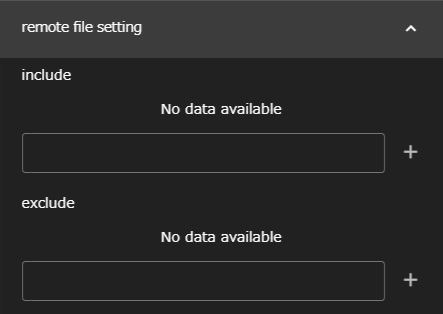 remote file setting
include
No data available
exclude
No data available